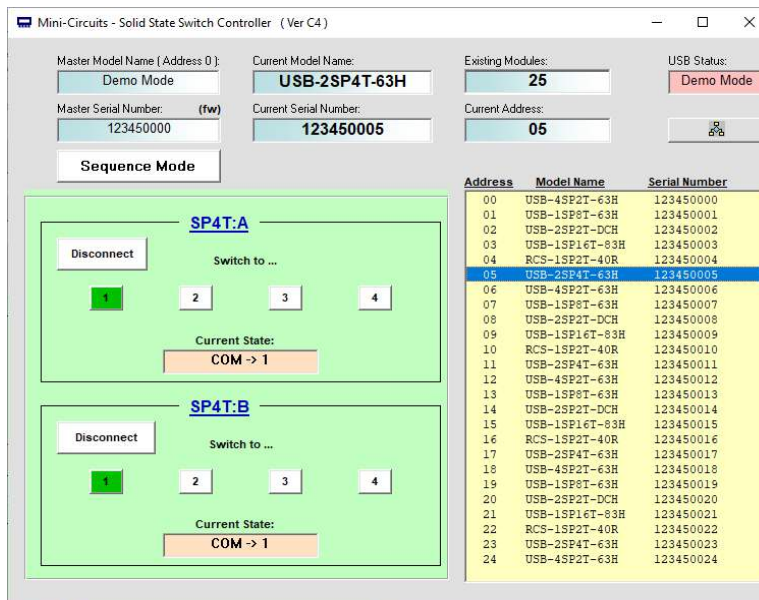 Mini-Circuits - Solid State Switch Controller ( Ver C4 )
Master Model Name ( Address 0 ): Current Model Name: Existing Modules: USB Status:
Demo Mode USB-2SP4T-63H 25 Demo Mode
Master Serial Number: (fw) Current Serial Number: Current Address:
123450000 123450005 05
Sequence Mode
Address Model Name Serial Number
00 USB-4SP2T-63H 123450000
01 USB-1SP8T-63H 123450001
02 USB-2SP2T-DCH 123450002
03 USB-1SP16T-83H 123450003
04 RCS-1SP2T-40R 123450004
05 USB-2SP4T-63H 123450005
06 USB-4SP2T-63H 123450006
07 USB-1SP8T-63H 123450007
08 USB-2SP2T-DCH 123450008
09 USB-1SP16T-83H 123450009
10 RCS-1SP2T-40R 123450010
11 USB-2SP4T-63H 123450011
12 USB-4SP2T-63H 123450012
13 USB-1SP8T-63H 123450013
14 USB-2SP2T-DCH 123450014
15 USB-1SP16T-83H 123450015
16 RCS-1SP2T-40R 123450016
17 USB-2SP4T-63H 123450017
18 USB-4SP2T-63H 123450018
19 USB-1SP8T-63H 123450019
20 USB-2SP2T-DCH 123450020
21 USB-1SP16T-83H 123450021
22 RCS-1SP2T-40R 123450022
23 USB-2SP4T-63H 123450023
24 USB-4SP2T-63H 123450024
SP4T:A
Disconnect
Switch to ...
1 2 3 4
Current State:
COM -> 1
SP4T:B
Disconnect
Switch to ...
1 2 3 4
Current State:
COM -> 1